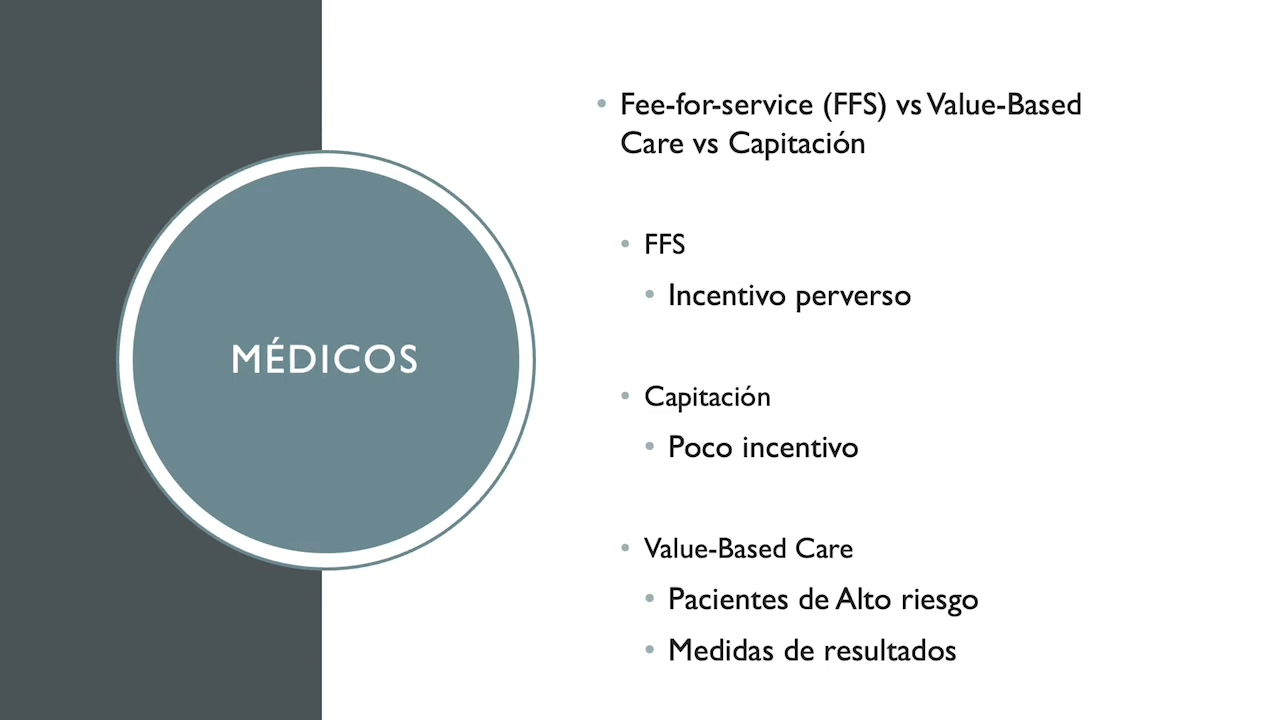 MÉDICOS
• Fee-for-service (FFS) vs Value-Based
Care vs Capitación
• FFS
• Incentivo perverso
• Capitación
• Poco incentivo
• Value-Based Care
• Pacientes de Alto riesgo
• Medidas de resultados